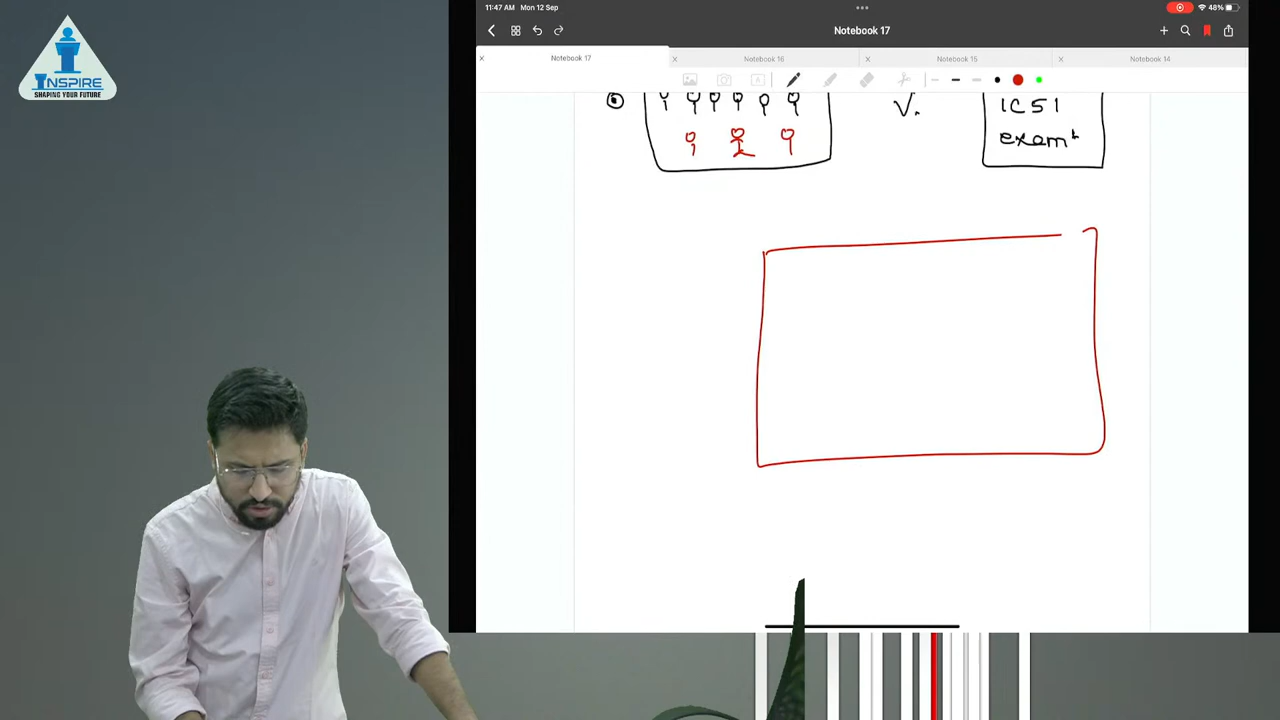 11:47 AM Mon 12 Sep
48%
Notebook 17
Notebook 17
Notebook 16
Notebook 15
Notebook 14
INSPIRE
SHAPING YOUR FUTURE
V.
ICSI
exam